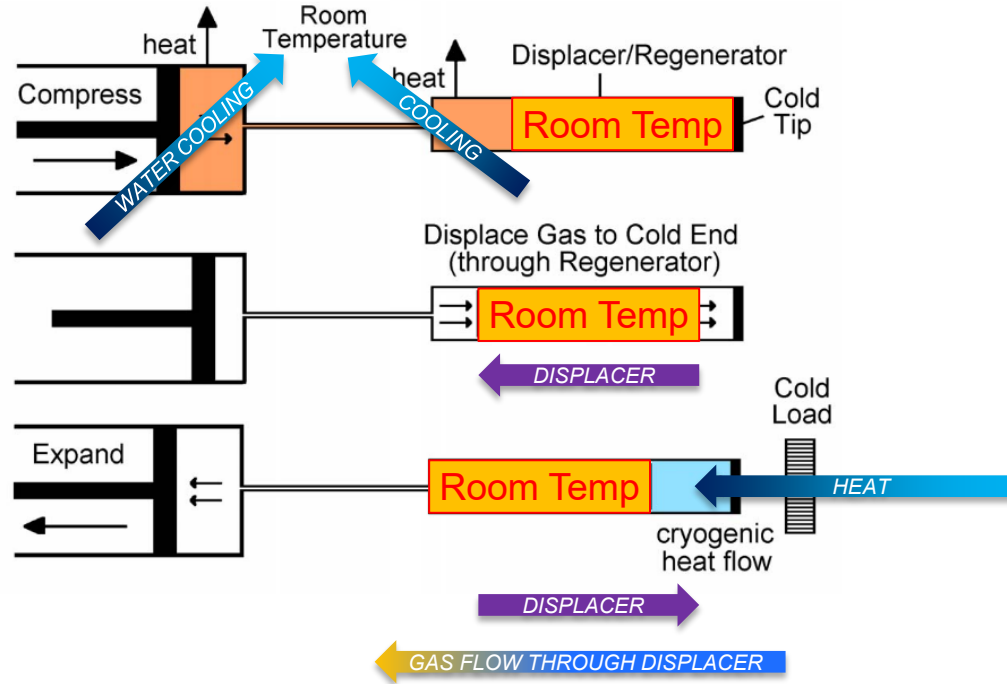 Room
Temperature
heat
heat
Displacer/Regenerator
Compress
WATER COOLING
COOLING
Room Temp
Cold
Tip
Displace Gas to Cold End
(through Regenerator)
Room Temp
DISPLACER
Cold
Load
Expand
Room Temp
HEAT
cryogenic
heat flow
DISPLACER
GAS FLOW THROUGH DISPLACER